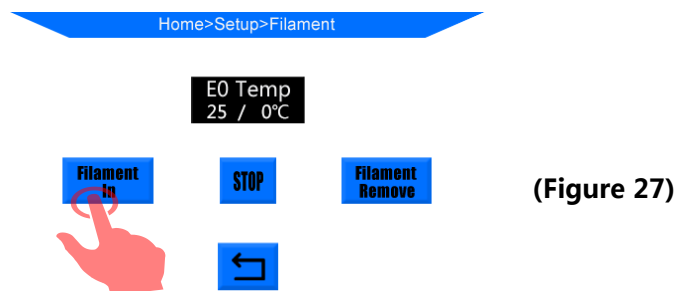 Home>Setup>Filament
E0 Temp
25 / 0℃
Filament
In
STOP
Filament
Remove
(Figure 27)